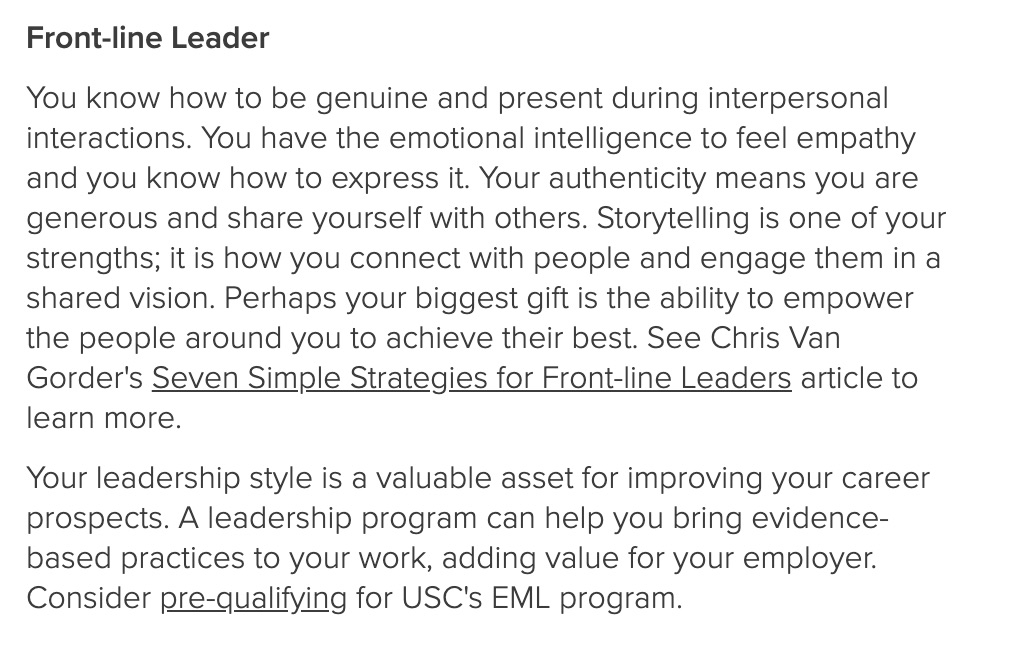 Front-line Leader
You know how to be genuine and present during interpersonal
interactions. You have the emotional intelligence to feel empathy
and you know how to express it. Your authenticity means you are
generous and share yourself with others. Storytelling is one of your
strengths; it is how you connect with people and engage them in a
shared vision. Perhaps your biggest gift is the ability to empower
the people around you to achieve their best. See Chris Van
Gorder's Seven Simple Strategies for Front-line Leaders article to
learn more.
Your leadership style is a valuable asset for improving your career
prospects. A leadership program can help you bring evidence-
based practices to your work, adding value for your employer.
Consider pre-qualifying for USC's EML program.